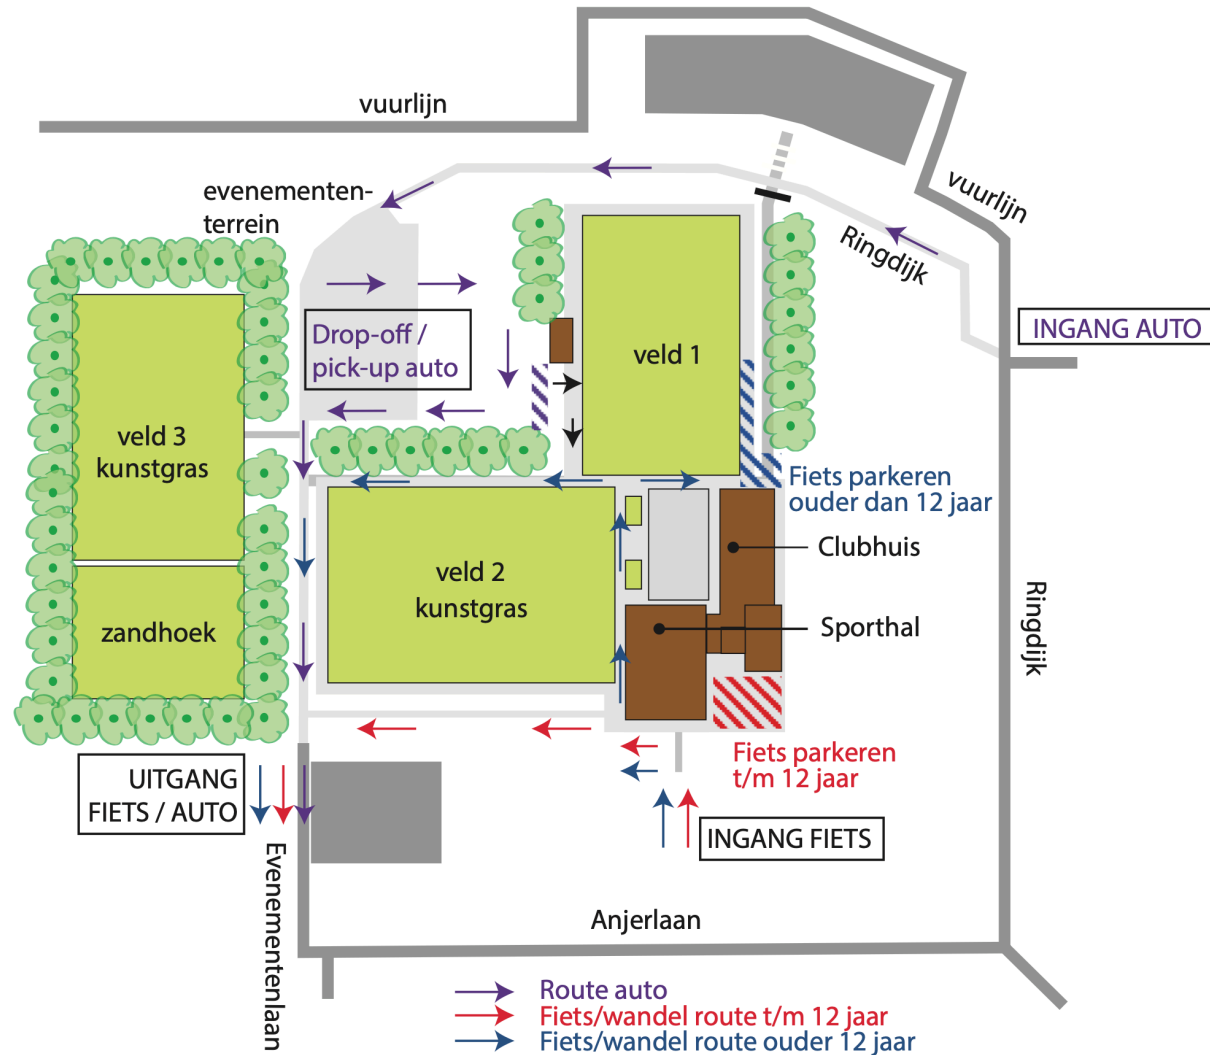 vuurlijn
evenementen-
terrein
vuurlijn
Ringdijk
INGANG AUTO
Drop-off /
pick-up auto
veld 1
veld 3
kunstgras
Fiets parkeren
ouder dan 12 jaar
Clubhuis
veld 2
kunstgras
Sporthal
zandhoek
Ringdijk
Fiets parkeren
t/m 12 jaar
UITGANG
FIETS / AUTO
INGANG FIETS
Evenementenlaan
Anjerlaan
Route auto
Fiets/wandel route t/m 12 jaar
Fiets/wandel route ouder 12 jaar